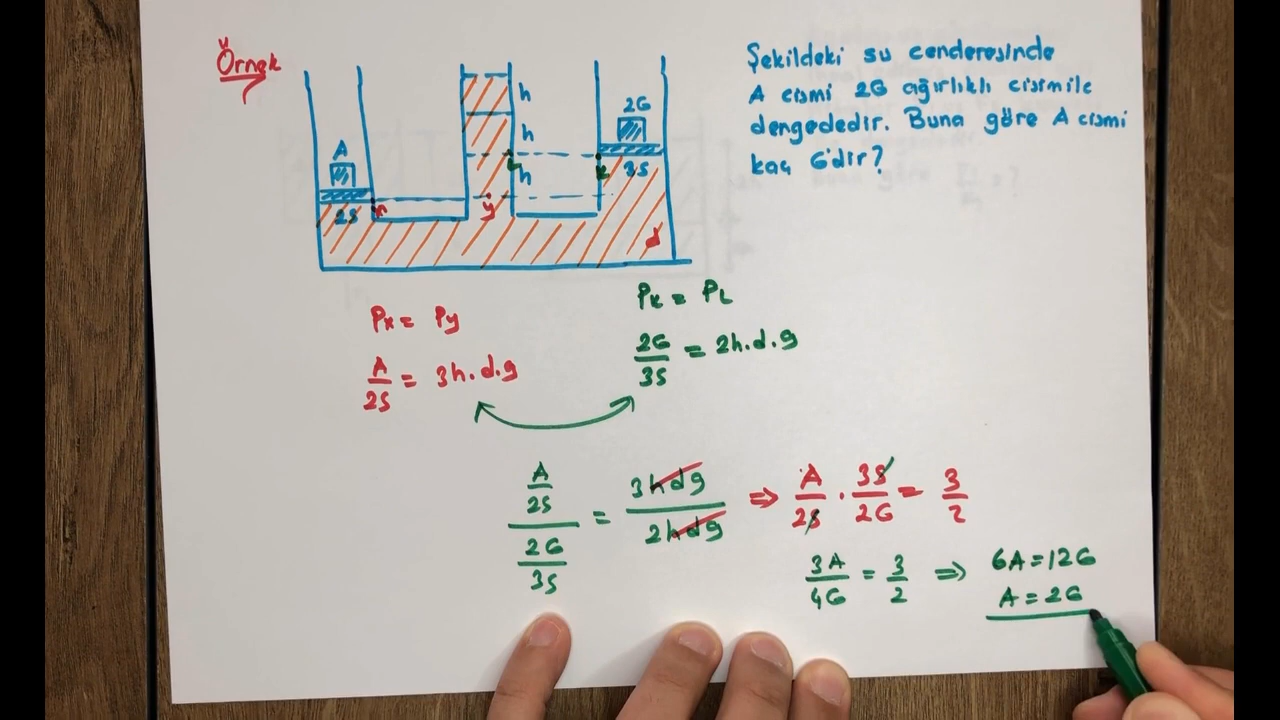 Örnek
Şekildeki su cenderesinde
A cismi 2G ağırlıklı cisimile
dengededir. Buna göre A cismi
kaç G'dir?
h
h
h
A
2S
x
y
L
K
2G
3S
d
Px = Py
A/2S = 3h.d.g
PK = PL
2G/3S = 2h.d.g
(A/2S)/(2G/3S) = 3hdg/2hdg ⇒ A/2S . 3S/2G = 3/2
3A/4G = 3/2 ⇒ 6A=12G
A=2G